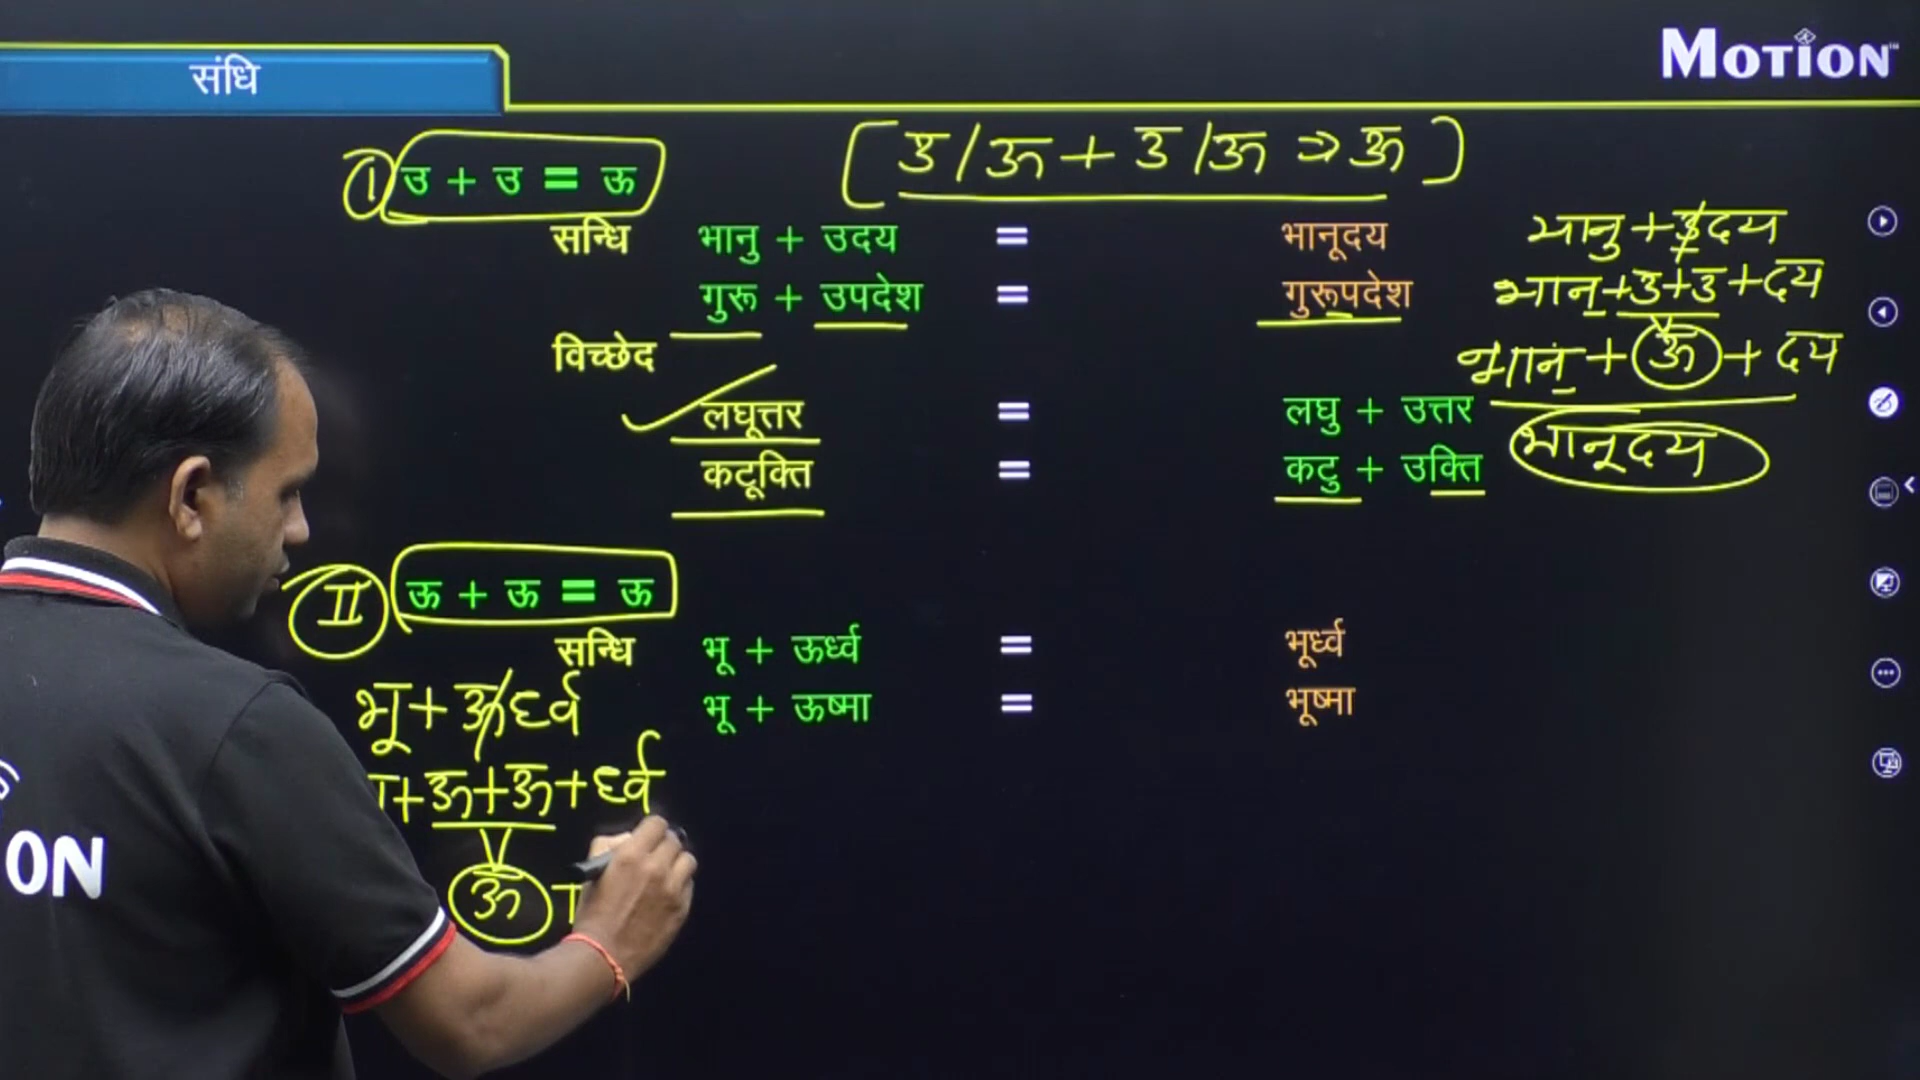 संधि
MOTION
I उ + उ = ऊ
[ उ/ऊ + उ/ऊ ⇒ ऊ ]
सन्धि भानु + उदय = भानूदय
गुरू + उपदेश = गुरूपदेश
विच्छेद
लघूत्तर = लघु + उत्तर
कटूक्ति = कटु + उक्ति
भानु + उदय
भान् + उ + उ + दय
भान् + ऊ + दय
भानूदय
II ऊ + ऊ = ऊ
सन्धि भू + ऊर्ध्व = भूर्ध्व
भू + ऊष्मा = भूष्मा
भू + ऊर्ध्व
+ ऊ + ऊ + र्ध्व
ऊ
ON